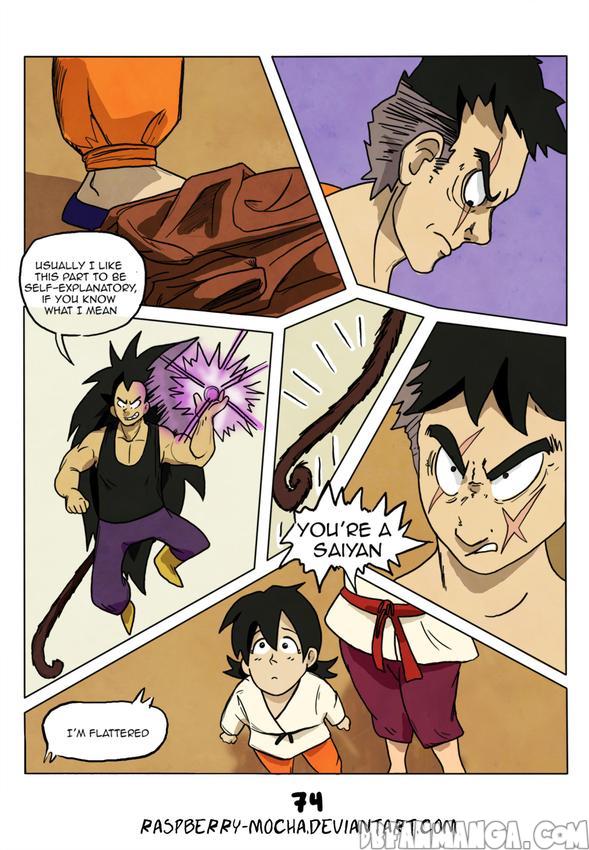 USUALLY I LIKE
THIS PART TO BE
SELF-EXPLANATORY,
IF YOU KNOW
WHAT I MEAN
YOU'RE A
SAIYAN
I'M FLATTERED
74
RASPBERRY-MOCHA.DEVIANTART.COM
DBFANMANGA.COM